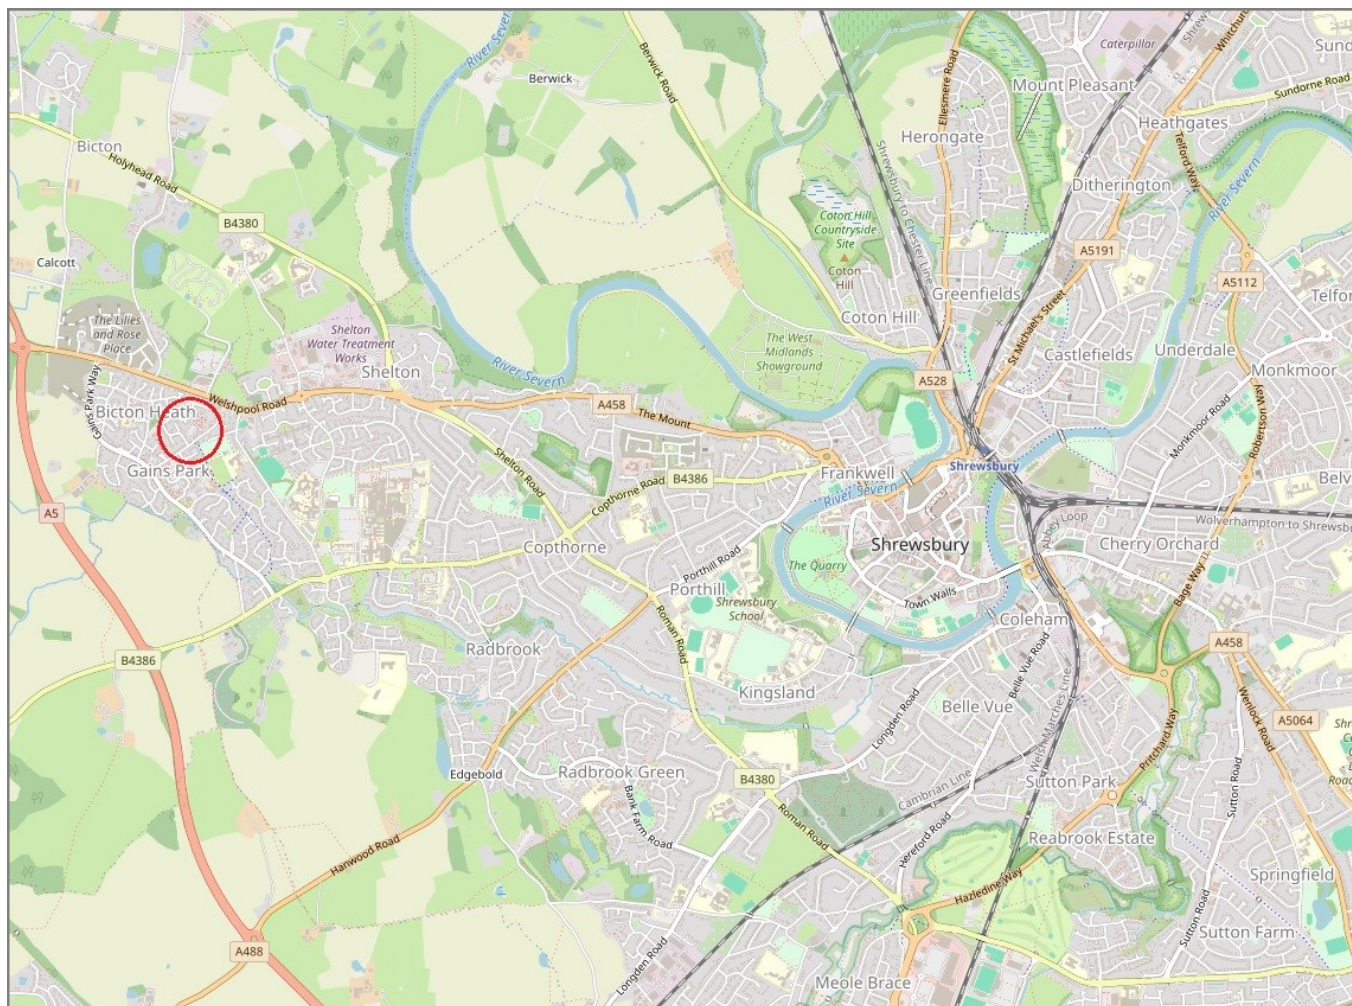 River Seve
Berwick
Berwick Road
Ellesmere Road
Caterpillar
Shrews
Whitchurch
Sund
Mount Pleasant
Sundorne Road
Heathgates
Herongate
Bicton
Holyhead Road
Shrewsbury to Chester Line
Telford Way
Ditherington
River Severn
B4380
Coton Hill
Countryside
Site
Coton
Hill
Calcott
A5191
A5112
Greenfields
Telfor
The Lilies
and Rose
Place
Shelton
Water Treatment
Works
Coton Hill
St Michael's Street
The West
Midlands
Showground
Castlefields
Underdale
Monkmoor
Shelton
River Severn
A528
Gains Park Way
Welshpool Road
Bicton Heath
A458
The Mount
Monkmoor Road
Robertson Way
Gains Park
Shelton Road
Copthorne Road
B4386
Frankwell
Shrewsbury
Belv
River Severn
A5
Abbey Loop
Wolverhampton to Shrewsb
Copthorne
Shrewsbury
Cherry Orchard
Porthill Road
The Quarry
Porthill
Shrewsbury
School
Town Walls
Bage Way
Coleham
Roman Road
B4386
Radbrook
A458
Kingsland
Belle Vue Road
Longden Road
Belle Vue
Welsh Marches Line
Pritchard Way
Wenlock Road
A5064
Edgebold
Radbrook Green
B4380
Cambrian Line
Sutton Park
Sutton Road
Bank Farm Road
Roman Road
Hereford Road
Reabrook Estate
Hanwood Road
Hazledine Way
Springfield
A488
Longden Road
Sutton Road
Sutton Farm
Meole Brace